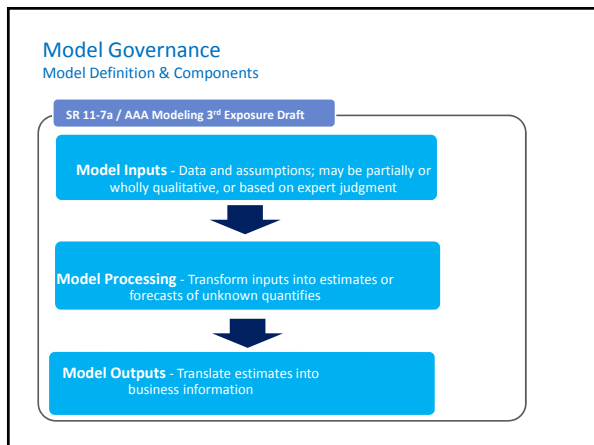 Model Governance
Model Definition & Components
SR 11-7a / AAA Modeling 3rd Exposure Draft
Model Inputs - Data and assumptions; may be partially or
wholly qualitative, or based on expert judgment
Model Processing - Transform inputs into estimates or
forecasts of unknown quantifies
Model Outputs - Translate estimates into
business information